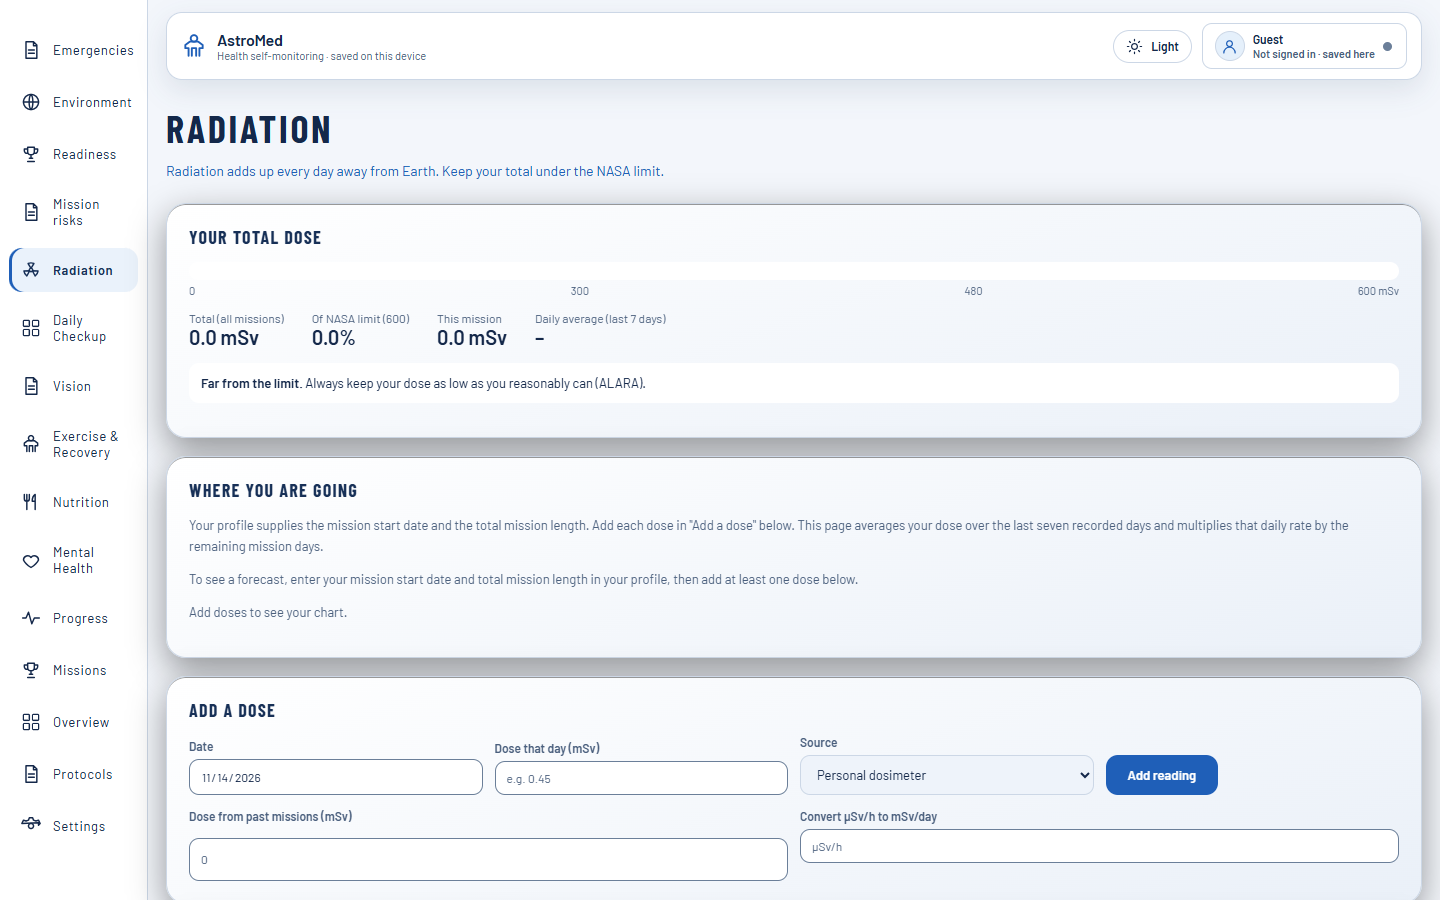 Emergencies
Environment
Readiness
Mission
risks
Radiation
Daily
Checkup
Vision
Exercise &
Recovery
Nutrition
Mental
Health
Progress
Missions
Overview
Protocols
Settings
AstroMed
Health self-monitoring · saved on this device
Light
Guest
Not signed in · saved here
RADIATION
Radiation adds up every day away from Earth. Keep your total under the NASA limit.
YOUR TOTAL DOSE
0 300 480 600 mSv
Total (all missions) Of NASA limit (600) This mission Daily average (last 7 days)
0.0 mSv 0.0% 0.0 mSv –
Far from the limit. Always keep your dose as low as you reasonably can (ALARA).
WHERE YOU ARE GOING
Your profile supplies the mission start date and the total mission length. Add each dose in "Add a dose" below. This page averages your dose over the last seven recorded days and multiplies that daily rate by the
remaining mission days.
To see a forecast, enter your mission start date and total mission length in your profile, then add at least one dose below.
Add doses to see your chart.
ADD A DOSE
Date Dose that day (mSv) Source
11/14/2026 e.g. 0.45 Personal dosimeter Add reading
Dose from past missions (mSv) Convert µSv/h to mSv/day
0 µSv/h